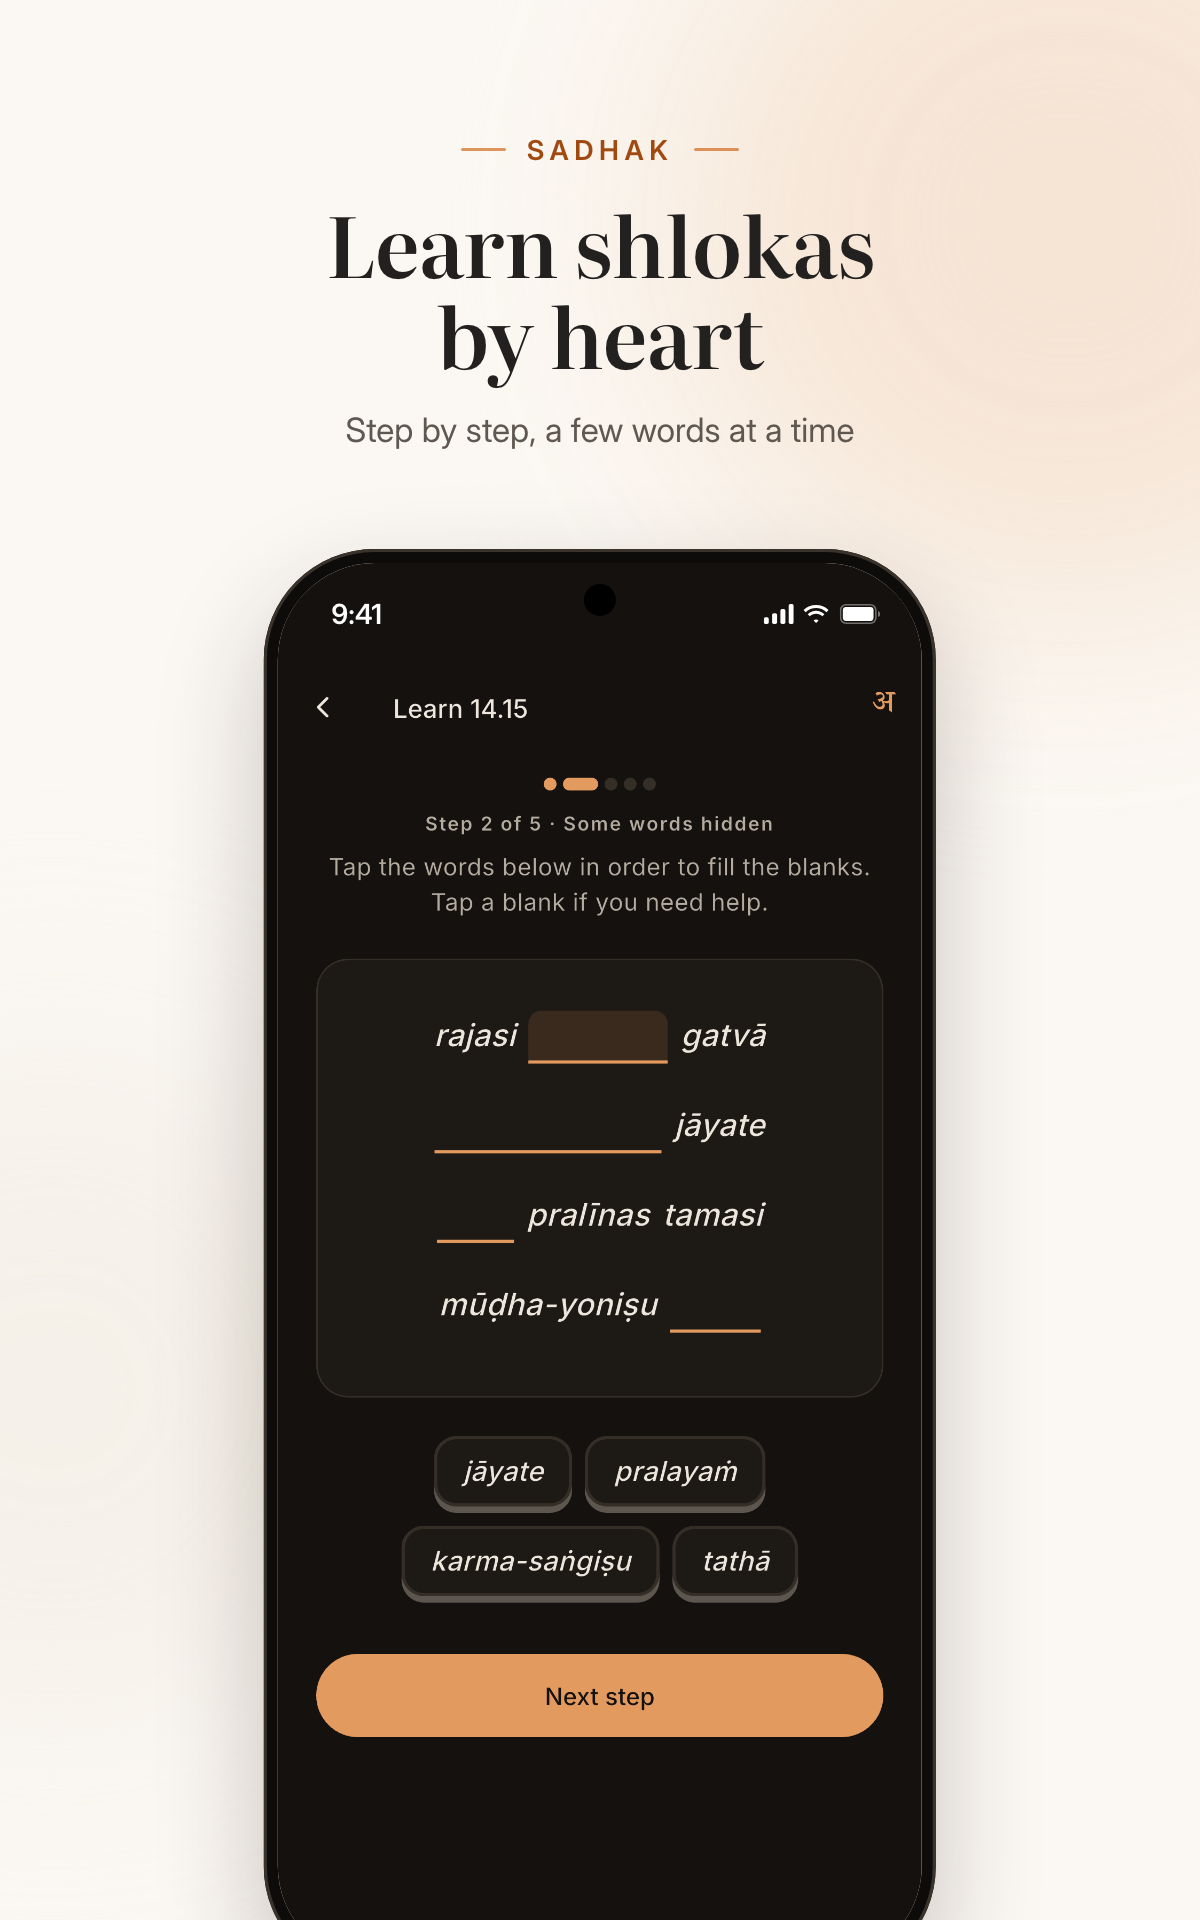 SADHAK
Learn shlokas
by heart
Step by step, a few words at a time
9:41
Learn 14.15
अ
Step 2 of 5 · Some words hidden
Tap the words below in order to fill the blanks.
Tap a blank if you need help.
rajasi gatvā
jāyate
pralīnas tamasi
mūḍha-yoniṣu
jāyate pralayaṁ
karma-saṅgiṣu tathā
Next step